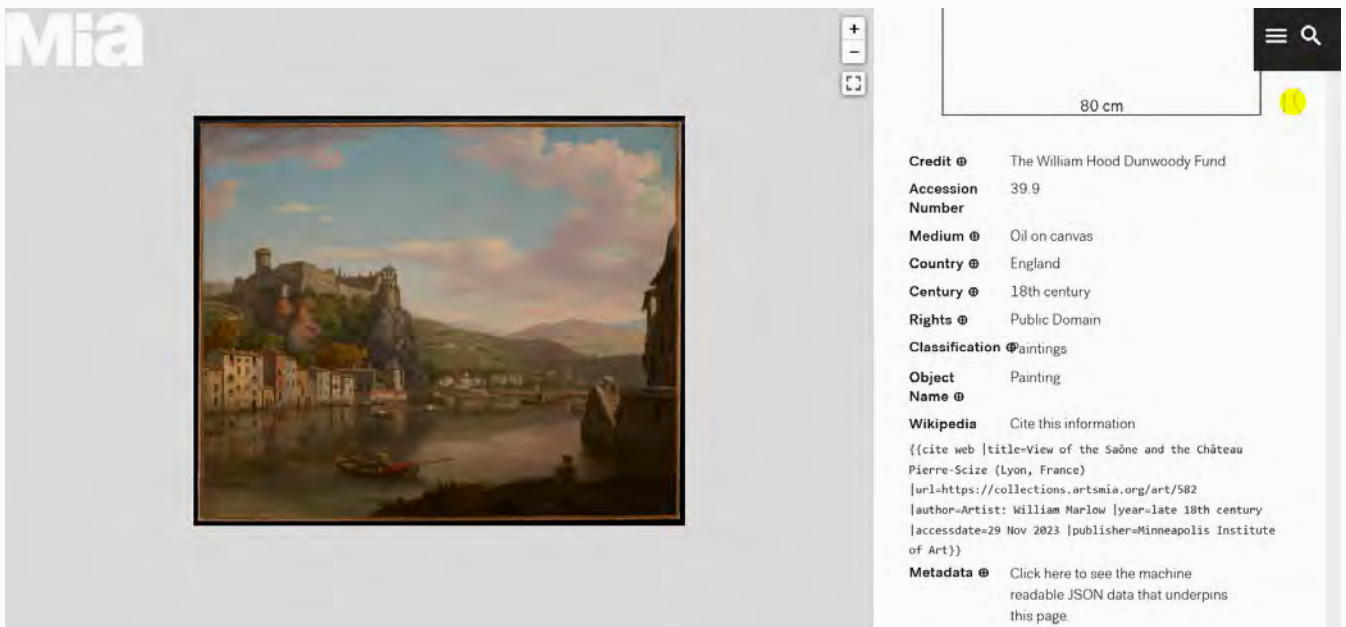 Mia
+
−
80 cm
Credit ⊕ The William Hood Dunwoody Fund
Accession Number 39.9
Medium ⊕ Oil on canvas
Country ⊕ England
Century ⊕ 18th century
Rights ⊕ Public Domain
Classification ⊕ Paintings
Object Name ⊕ Painting
Wikipedia Cite this information
{{cite web |title=View of the Saône and the Château
Pierre-Scize (Lyon, France)
|url=https://collections.artsmia.org/art/582
|author=Artist: William Marlow |year=late 18th century
|accessdate=29 Nov 2023 |publisher=Minneapolis Institute
of Art}}
Metadata ⊕ Click here to see the machine
readable JSON data that underpins
this page.